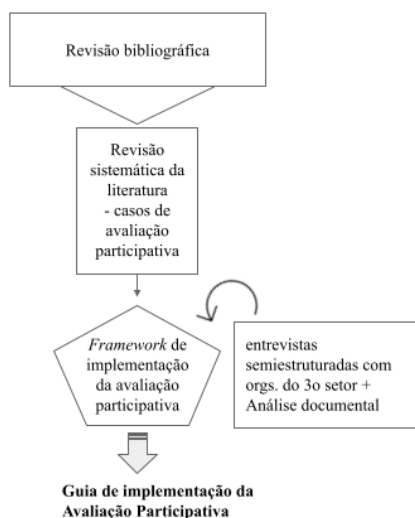 Revisão bibliográfica
Revisão
sistemática da
literatura
- casos de
avaliação
participativa
Framework de
implementação
da avaliação
participativa
entrevistas
semiestruturadas com
orgs. do 3o setor +
Análise documental
Guia de implementação da
Avaliação Participativa